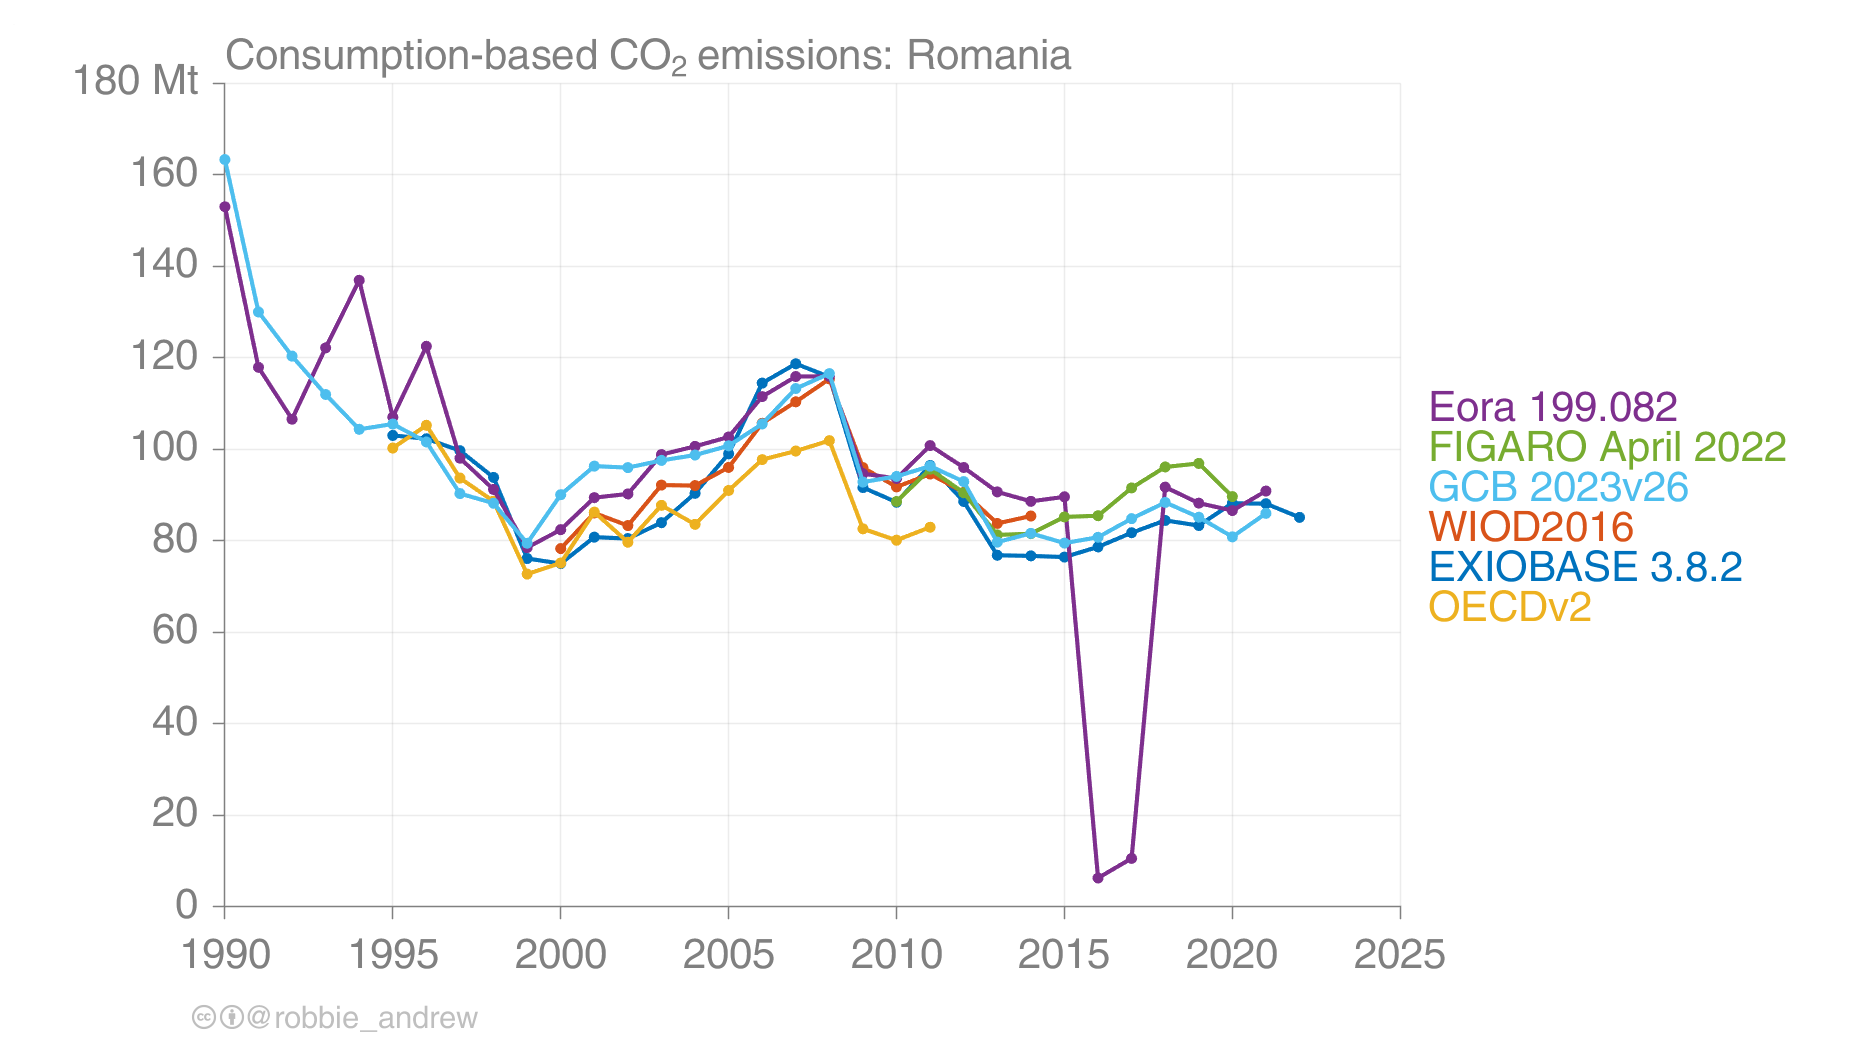 Consumption-based CO₂ emissions: Romania
180 Mt
160
140
120
100
80
60
40
20
0
1990 1995 2000 2005 2010 2015 2020 2025
Eora 199.082
FIGARO April 2022
GCB 2023v26
WIOD2016
EXIOBASE 3.8.2
OECDv2
@robbie_andrew